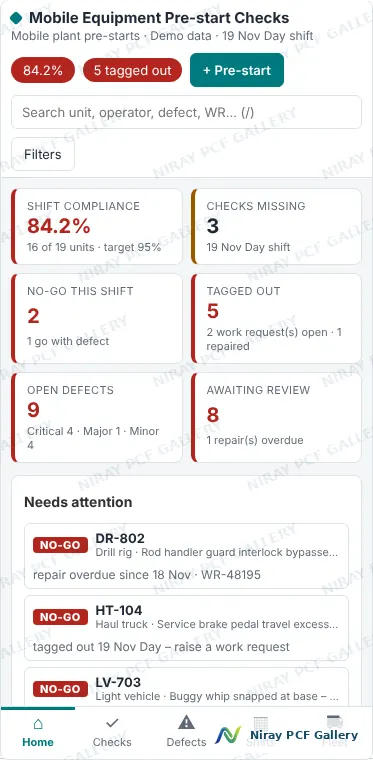 Mobile Equipment Pre-start Checks
Mobile plant pre-starts · Demo data · 19 Nov Day shift
84.2%
5 tagged out
+ Pre-start
Search unit, operator, defect, WR... (/)
Filters
SHIFT COMPLIANCE
84.2%
16 of 19 units · target 95%
CHECKS MISSING
3
19 Nov Day shift
NO-GO THIS SHIFT
2
1 go with defect
TAGGED OUT
5
2 work request(s) open · 1
repaired
OPEN DEFECTS
9
Critical 4 · Major 1 · Minor
4
AWAITING REVIEW
8
1 repair(s) overdue
Needs attention
NO-GO
DR-802
Drill rig · Rod handler guard interlock bypasse...
repair overdue since 18 Nov · WR-48195
NO-GO
HT-104
Haul truck · Service brake pedal travel excess...
tagged out 19 Nov Day – raise a work request
NO-GO
LV-703
Light vehicle · Buggy whip snapped at base – ...
Home
Checks
Defects
Shifts
Fleet
Niray PCF Gallery
NIRAY PCF GALLERY